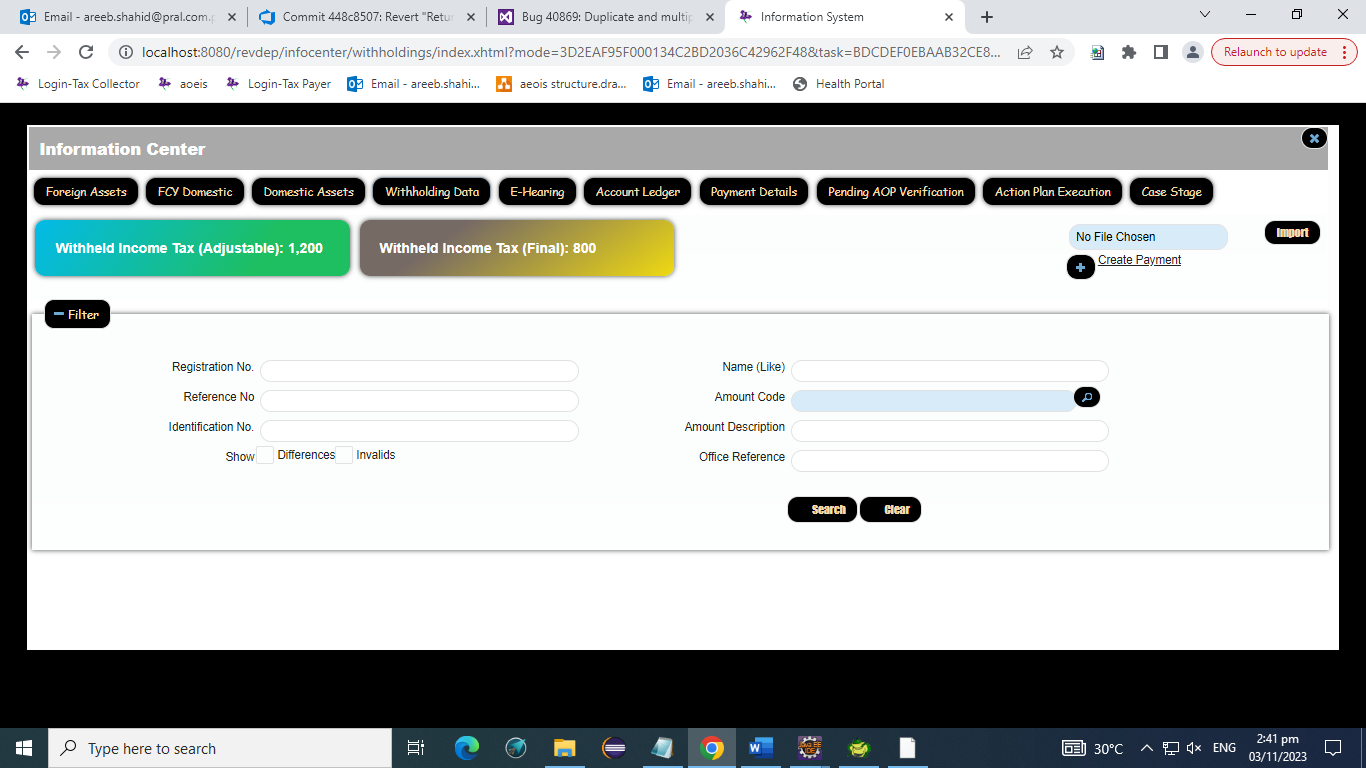 Email - areeb.shahid@pral.com.p
Commit 448c8507: Revert "Retu
Bug 40869: Duplicate and multip
Information System
localhost:8080/revdep/infocenter/withholdings/index.xhtml?mode=3D2EAF95F000134C2BD2036C42962F48&task=BDCDEF0EBAAB32CE8...
Relaunch to update
Login-Tax Collector
aoeis
Login-Tax Payer
Email - areeb.shahi...
aeois structure.dra...
Email - areeb.shahi...
Health Portal
Information Center
Foreign Assets
FCY Domestic
Domestic Assets
Withholding Data
E-Hearing
Account Ledger
Payment Details
Pending AOP Verification
Action Plan Execution
Case Stage
Withheld Income Tax (Adjustable): 1,200
Withheld Income Tax (Final): 800
No File Chosen
Import
Create Payment
Filter
Registration No.
Name (Like)
Reference No
Amount Code
Identification No.
Amount Description
Show
Differences
Invalids
Office Reference
Search
Clear
Type here to search
30°C
ENG
2:41 pm
03/11/2023